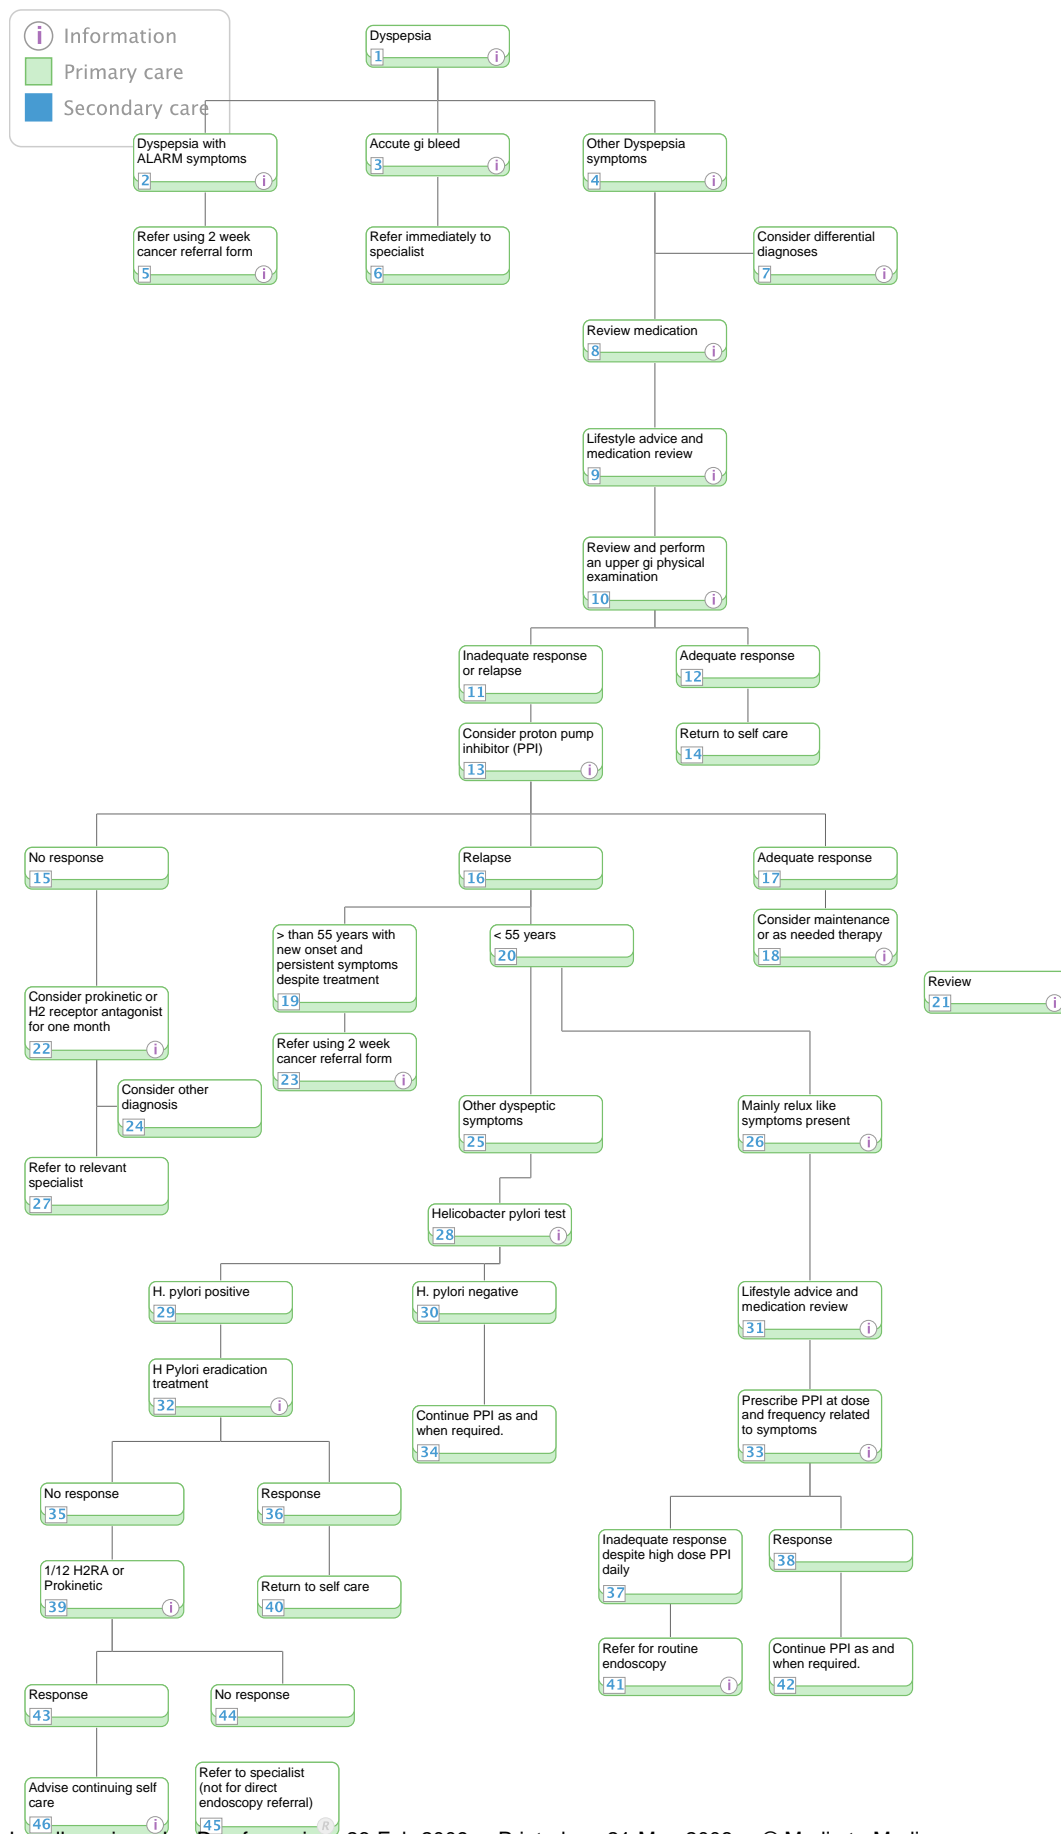 Information
Primary care
Secondary care
Dyspepsia
1
i
Dyspepsia with
ALARM symptoms
2
i
Accute gi bleed
3
i
Other Dyspepsia
symptoms
4
i
Refer using 2 week
cancer referral form
5
i
Refer immediately to
specialist
6
Consider differential
diagnoses
7
i
Review medication
8
i
Lifestyle advice and
medication review
9
i
Review and perform
an upper gi physical
examination
10
i
Inadequate response
or relapse
11
Adequate response
12
Consider proton pump
inhibitor (PPI)
13
i
Return to self care
14
No response
15
Relapse
16
Adequate response
17
> than 55 years with
new onset and
persistent symptoms
despite treatment
19
< 55 years
20
Consider maintenance
or as needed therapy
18
i
Review
21
i
Consider prokinetic or
H2 receptor antagonist
for one month
22
i
Refer using 2 week
cancer referral form
23
i
Consider other
diagnosis
24
Other dyspeptic
symptoms
25
Mainly relux like
symptoms present
26
i
Refer to relevant
specialist
27
Helicobacter pylori test
28
i
H. pylori positive
29
H. pylori negative
30
Lifestyle advice and
medication review
31
i
H Pylori eradication
treatment
32
i
Continue PPI as and
when required.
34
Prescribe PPI at dose
and frequency related
to symptoms
33
i
No response
35
Response
36
Inadequate response
despite high dose PPI
daily
37
Response
38
1/12 H2RA or
Prokinetic
39
i
Return to self care
40
Refer for routine
endoscopy
41
i
Continue PPI as and
when required.
42
Response
43
No response
44
Advise continuing self
care
46
i
Refer to specialist
(not for direct
endoscopy referral)
45
R